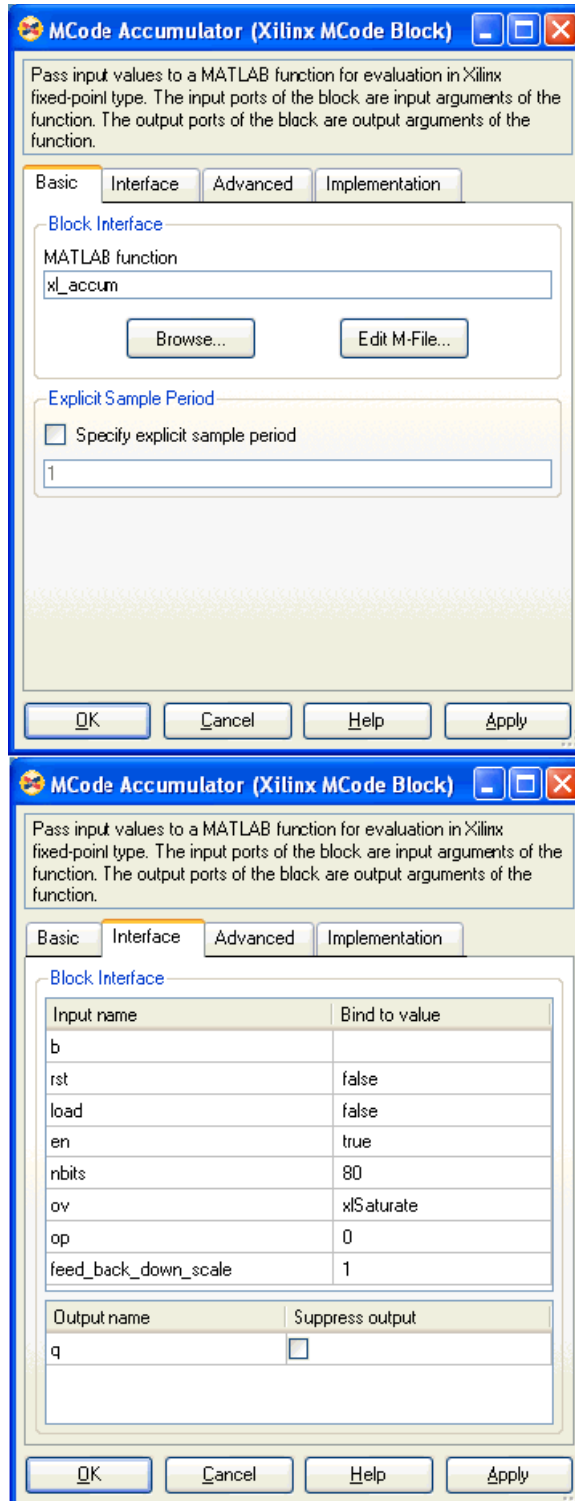 MCode Accumulator (Xilinx MCode Block)
Pass input values to a MATLAB function for evaluation in Xilinx
fixed-point type. The input ports of the block are input arguments of the
function. The output ports of the block are output arguments of the
function.
Basic Interface Advanced Implementation
Block Interface
MATLAB function
xl_accum
Browse... Edit M-File...
Explicit Sample Period
Specify explicit sample period
1
OK Cancel Help Apply
MCode Accumulator (Xilinx MCode Block)
Pass input values to a MATLAB function for evaluation in Xilinx
fixed-point type. The input ports of the block are input arguments of the
function. The output ports of the block are output arguments of the
function.
Basic Interface Advanced Implementation
Block Interface
Input name Bind to value
b
rst false
load false
en true
nbits 80
ov xlSaturate
op 0
feed_back_down_scale 1
Output name Suppress output
q
OK Cancel Help Apply